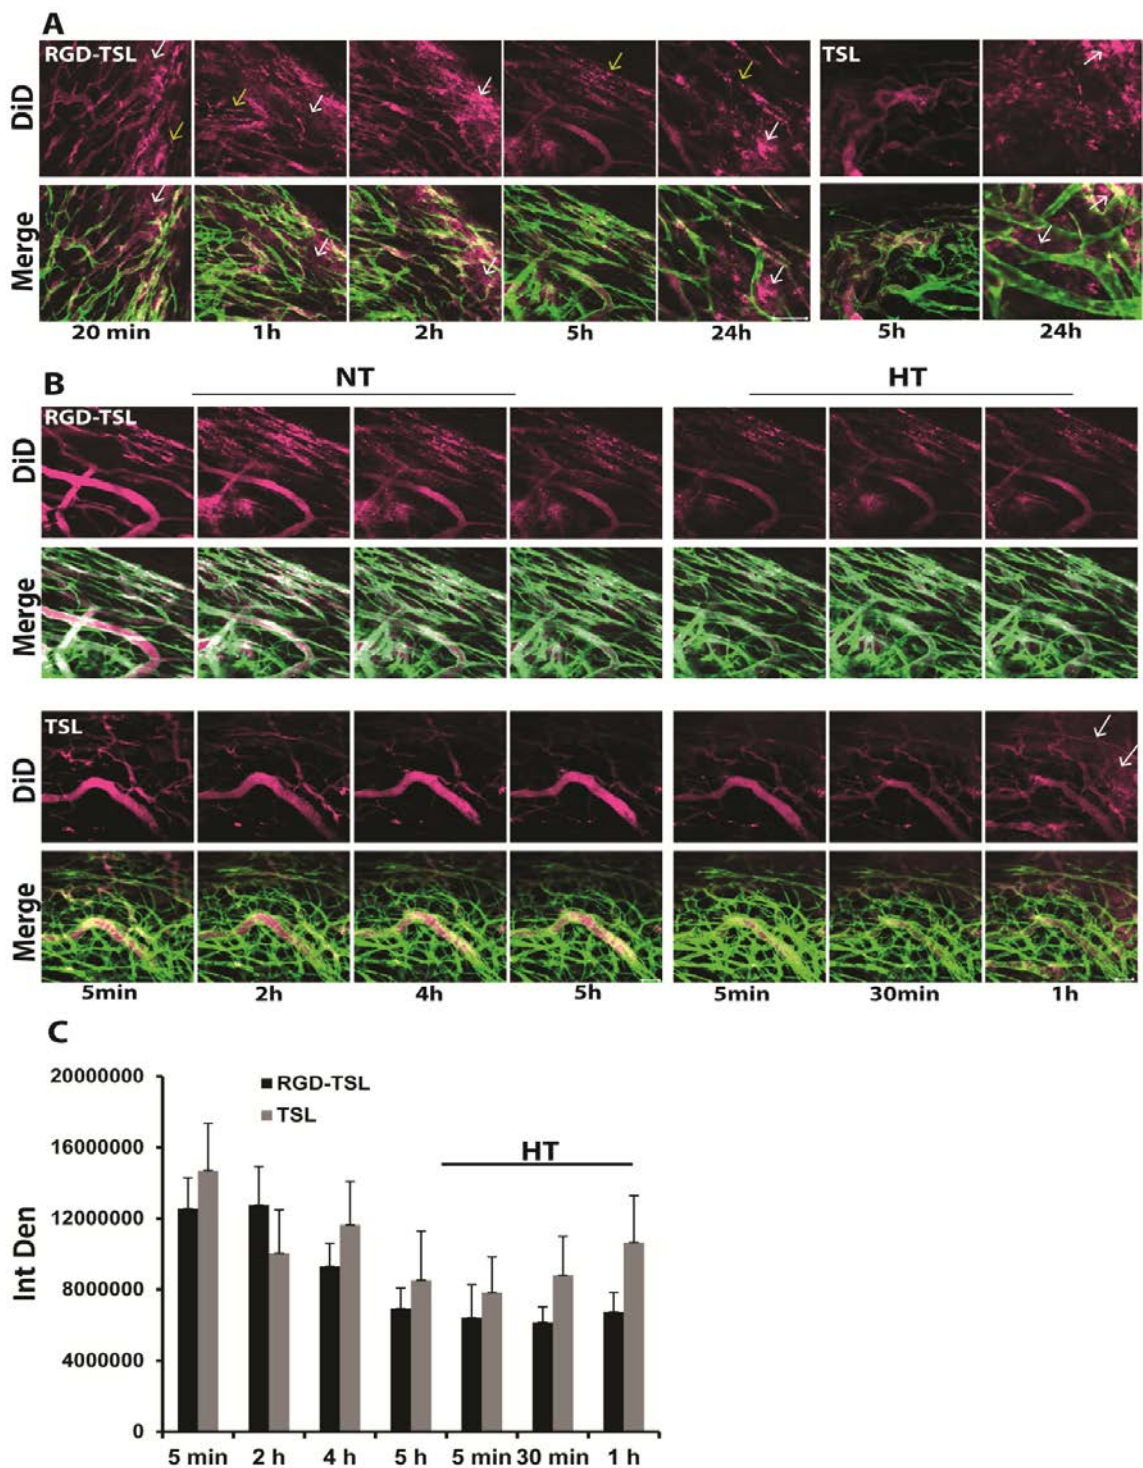 A
RGD-TSL
TSL
DiD
Merge
20 min 1h 2h 5h 24h 5h 24h
B
NT HT
RGD-TSL
DiD
Merge
TSL
DiD
Merge
5min 2h 4h 5h 5min 30min 1h
C
20000000
16000000
12000000
8000000
4000000
0
Int Den
RGD-TSL
TSL
HT
5 min 2 h 4 h 5 h 5 min 30 min 1 h